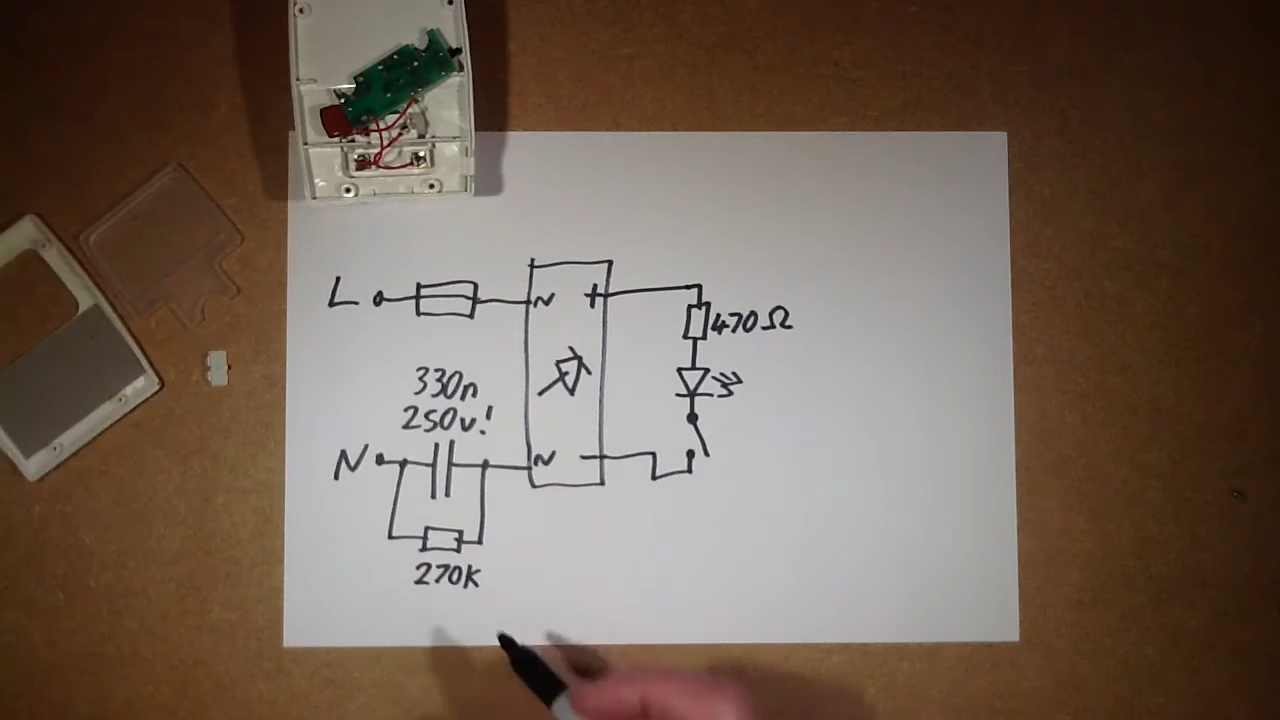 L
~ +
470Ω
330n
250v!
N
~ -
270K